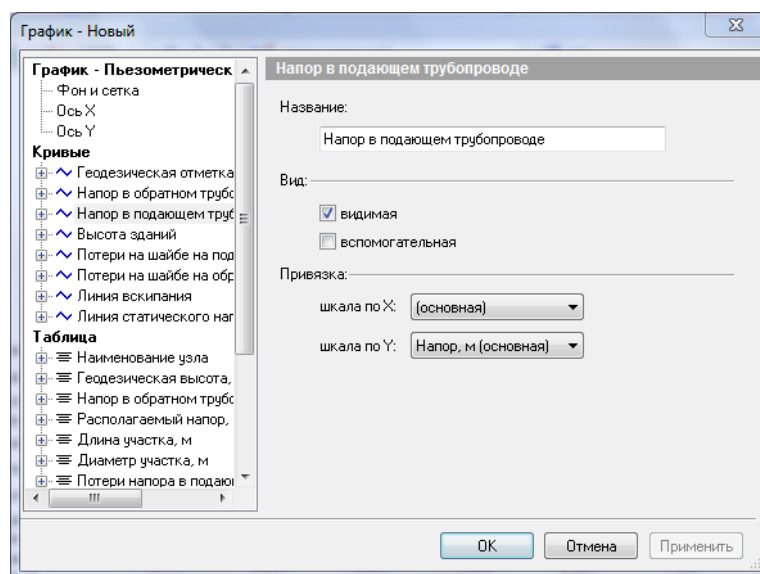 График - Новый
График - Пьезометрическ
Фон и сетка
Ось X
Ось Y
Кривые
Геодезическая отметка
Напор в обратном трубо
Напор в подающем труб
Высота зданий
Потери на шайбе на под
Потери на шайбе на обр
Линия вскипания
Линия статического нап
Таблица
Наименование узла
Геодезическая высота,
Напор в обратном трубо
Располагаемый напор,
Длина участка, м
Диаметр участка, м
Потери напора в подаю
Напор в подающем трубопроводе
Название:
Напор в подающем трубопроводе
Вид:
видимая
вспомогательная
Привязка:
шкала по X: (основная)
шкала по Y: Напор, м (основная)
OK Отмена Применить